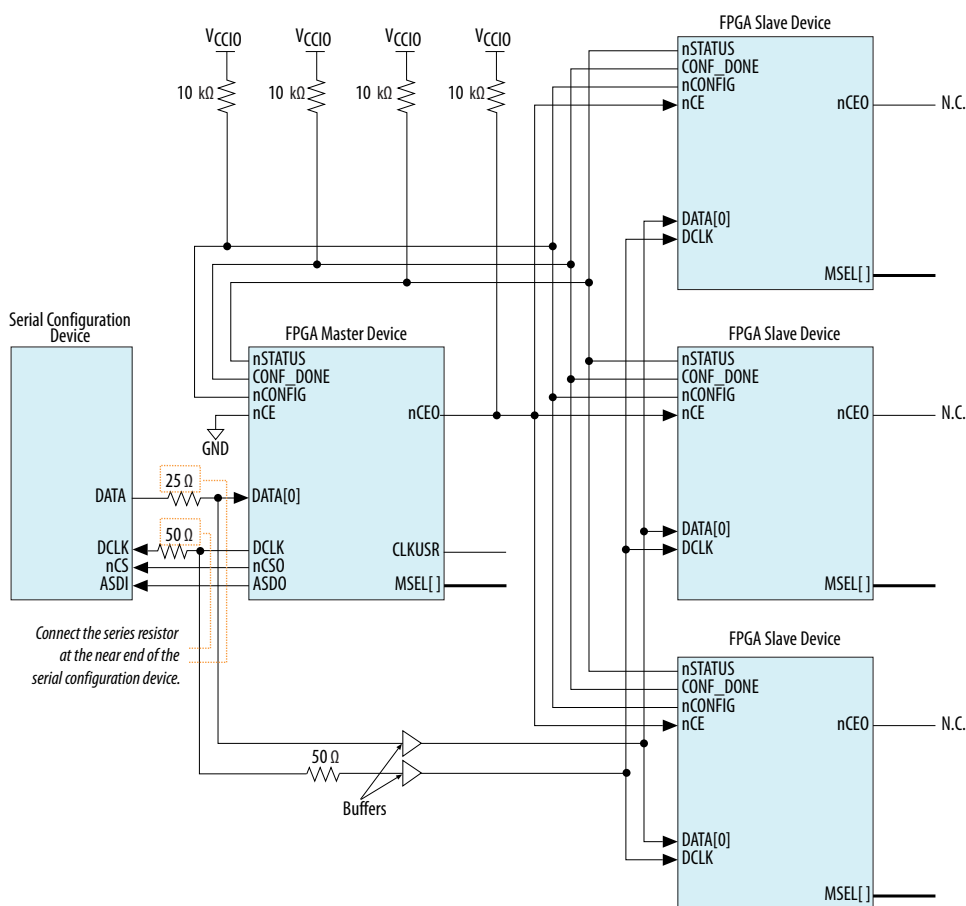 FPGA Slave Device
VCCIO VCCIO VCCIO VCCIO
10 kΩ 10 kΩ 10 kΩ 10 kΩ
nSTATUS
CONF_DONE
nCONFIG
nCE nCEO N.C.
DATA[0]
DCLK
MSEL[ ]
Serial Configuration
Device
FPGA Master Device
nSTATUS
CONF_DONE
nCONFIG
nCE nCEO
GND
25 Ω
DATA DATA[0]
50 Ω
DCLK DCLK CLKUSR
nCS nCSO
ASDI ASDO MSEL[ ]
Connect the series resistor
at the near end of the
serial configuration device.
FPGA Slave Device
nSTATUS
CONF_DONE
nCONFIG
nCE nCEO N.C.
DATA[0]
DCLK
MSEL[ ]
FPGA Slave Device
nSTATUS
CONF_DONE
nCONFIG
nCE nCEO N.C.
50 Ω
Buffers
DATA[0]
DCLK
MSEL[ ]